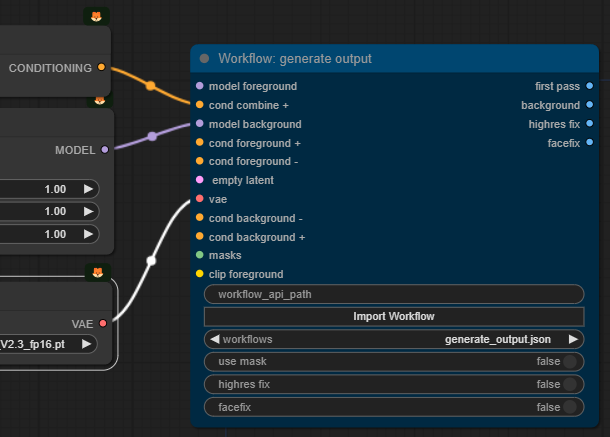 Workflow: generate output
CONDITIONING
model foreground first pass
cond combine + background
model background highres fix
cond foreground + facefix
MODEL
cond foreground -
empty latent
1.00
vae
1.00
cond background -
1.00
cond background +
masks
clip foreground
workflow_api_path
Import Workflow
VAE
workflows generate_output.json
_V2.3_fp16.pt
use mask false
highres fix false
facefix false